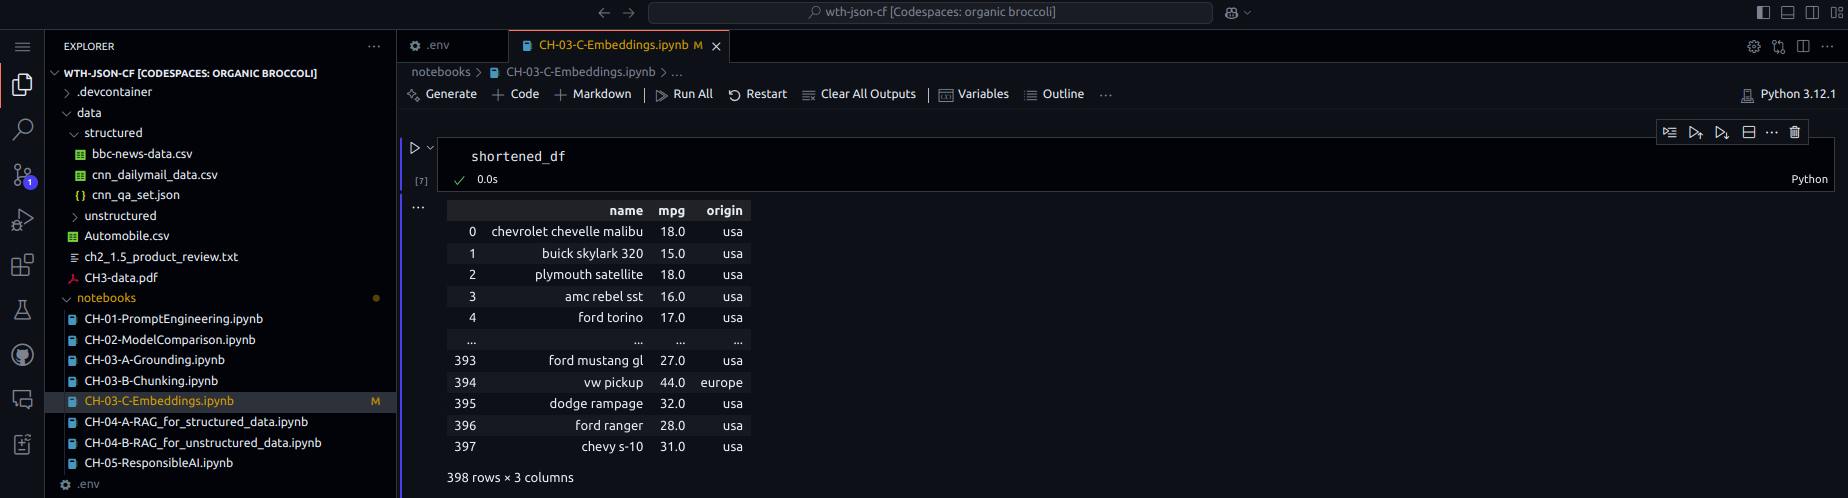 wth-json-cf [Codespaces: organic broccoli]
EXPLORER
WTH-JSON-CF [CODESPACES: ORGANIC BROCCOLI]
.devcontainer
data
structured
bbc-news-data.csv
cnn_dailymail_data.csv
{} cnn_qa_set.json
unstructured
Automobile.csv
ch2_1.5_product_review.txt
CH3-data.pdf
notebooks
CH-01-PromptEngineering.ipynb
CH-02-ModelComparison.ipynb
CH-03-A-Grounding.ipynb
CH-03-B-Chunking.ipynb
CH-03-C-Embeddings.ipynb M
CH-04-A-RAG_for_structured_data.ipynb
CH-04-B-RAG_for_unstructured_data.ipynb
CH-05-ResponsibleAI.ipynb
.env
1
.env
CH-03-C-Embeddings.ipynb M
notebooks > CH-03-C-Embeddings.ipynb > ...
Generate + Code + Markdown | Run All Restart Clear All Outputs | Variables Outline ...
Python 3.12.1
shortened_df
[7] 0.0s Python
name mpg origin
0 chevrolet chevelle malibu 18.0 usa
1 buick skylark 320 15.0 usa
2 plymouth satellite 18.0 usa
3 amc rebel sst 16.0 usa
4 ford torino 17.0 usa
... ... ... ...
393 ford mustang gl 27.0 usa
394 vw pickup 44.0 europe
395 dodge rampage 32.0 usa
396 ford ranger 28.0 usa
397 chevy s-10 31.0 usa
398 rows × 3 columns